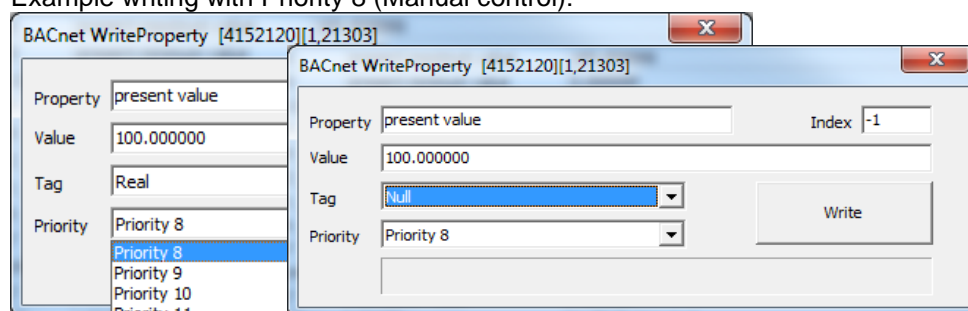 Example writing with Priority 8 (Manual control):
BACnet WriteProperty [4152120][1,21303]
Property present value
Value 100.000000
Tag Real
Priority Priority 8
Priority 8
Priority 9
Priority 10
Priority 11
BACnet WriteProperty [4152120][1,21303]
Property present value Index -1
Value 100.000000
Tag Null
Write
Priority Priority 8